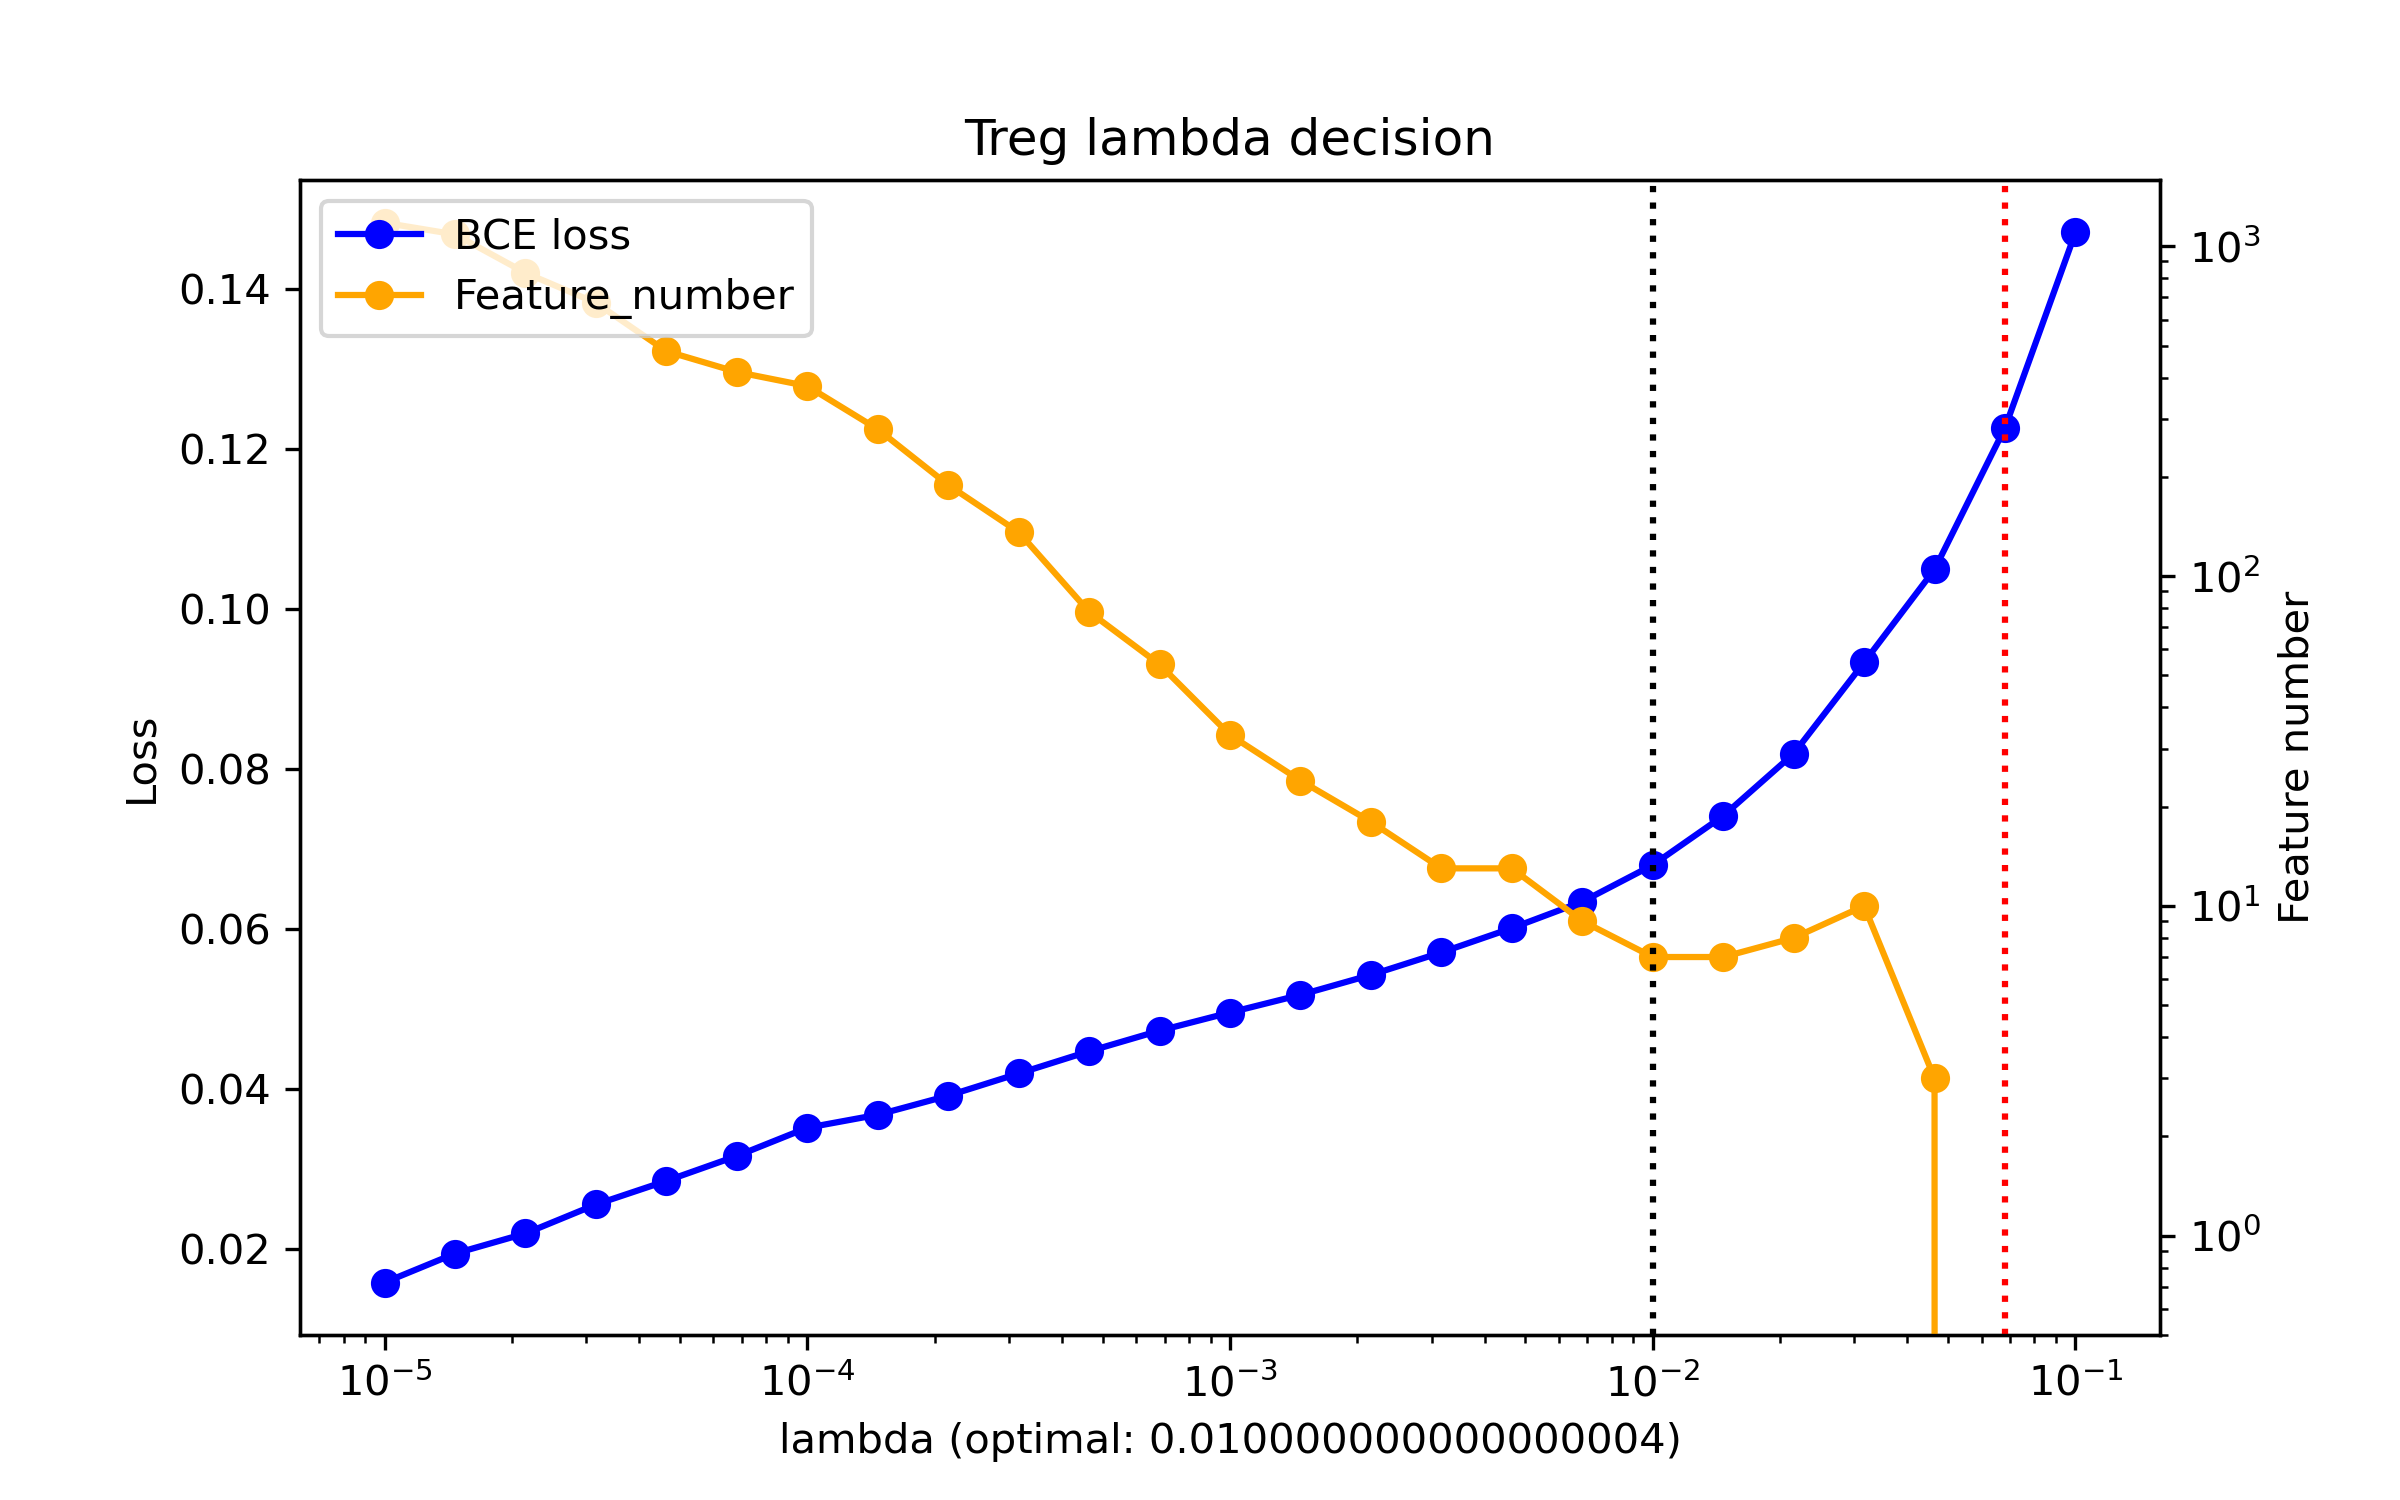 Treg lambda decision
BCE loss
Feature_number
0.14
0.12
0.10
0.08
0.06
0.04
0.02
Loss
10³
10²
10¹
10⁰
Feature number
10⁻⁵
10⁻⁴
10⁻³
10⁻²
10⁻¹
lambda (optimal: 0.010000000000000004)